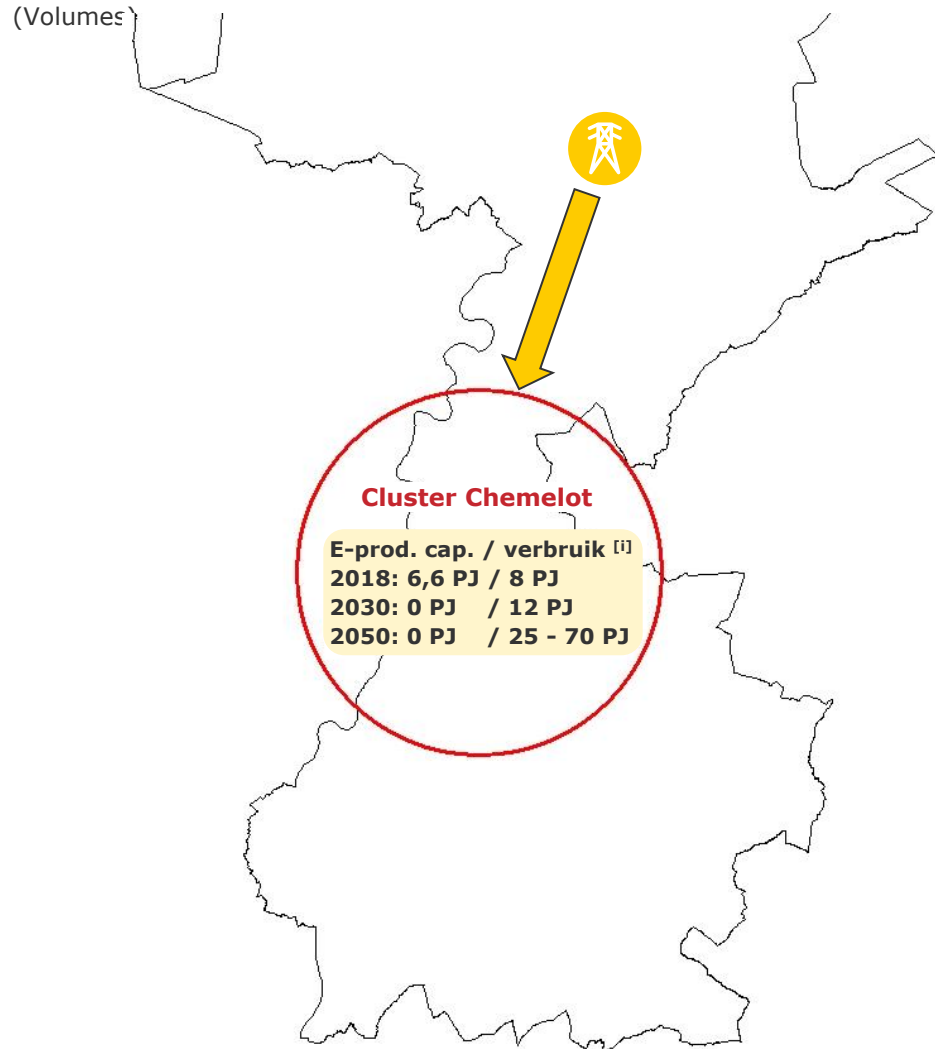 (Volumes)
Cluster Chemelot
E-prod. cap. / verbruik [i]
2018: 6,6 PJ / 8 PJ
2030: 0 PJ / 12 PJ
2050: 0 PJ / 25 - 70 PJ